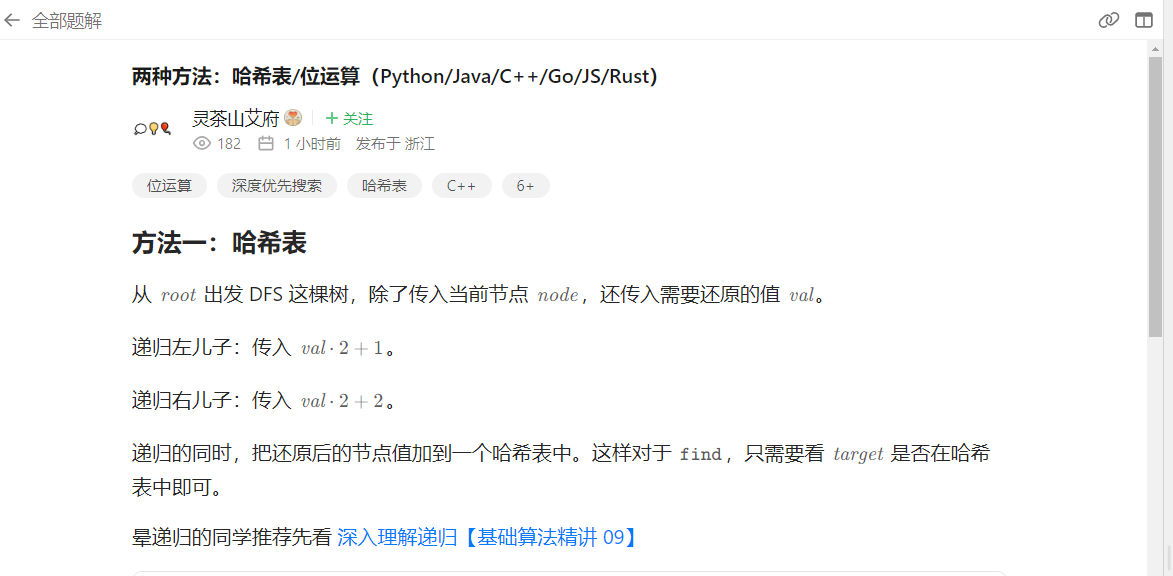 全部题解
两种方法：哈希表/位运算（Python/Java/C++/Go/JS/Rust）
灵茶山艾府 关注
182 1 小时前 发布于 浙江
位运算 深度优先搜索 哈希表 C++ 6+
方法一：哈希表
从 root 出发 DFS 这棵树，除了传入当前节点 node，还传入需要还原的值 val。
递归左儿子：传入 val · 2 + 1。
递归右儿子：传入 val · 2 + 2。
递归的同时，把还原后的节点值加到一个哈希表中。这样对于 find，只需要看 target 是否在哈希
表中即可。
晕递归的同学推荐先看 深入理解递归【基础算法精讲 09】